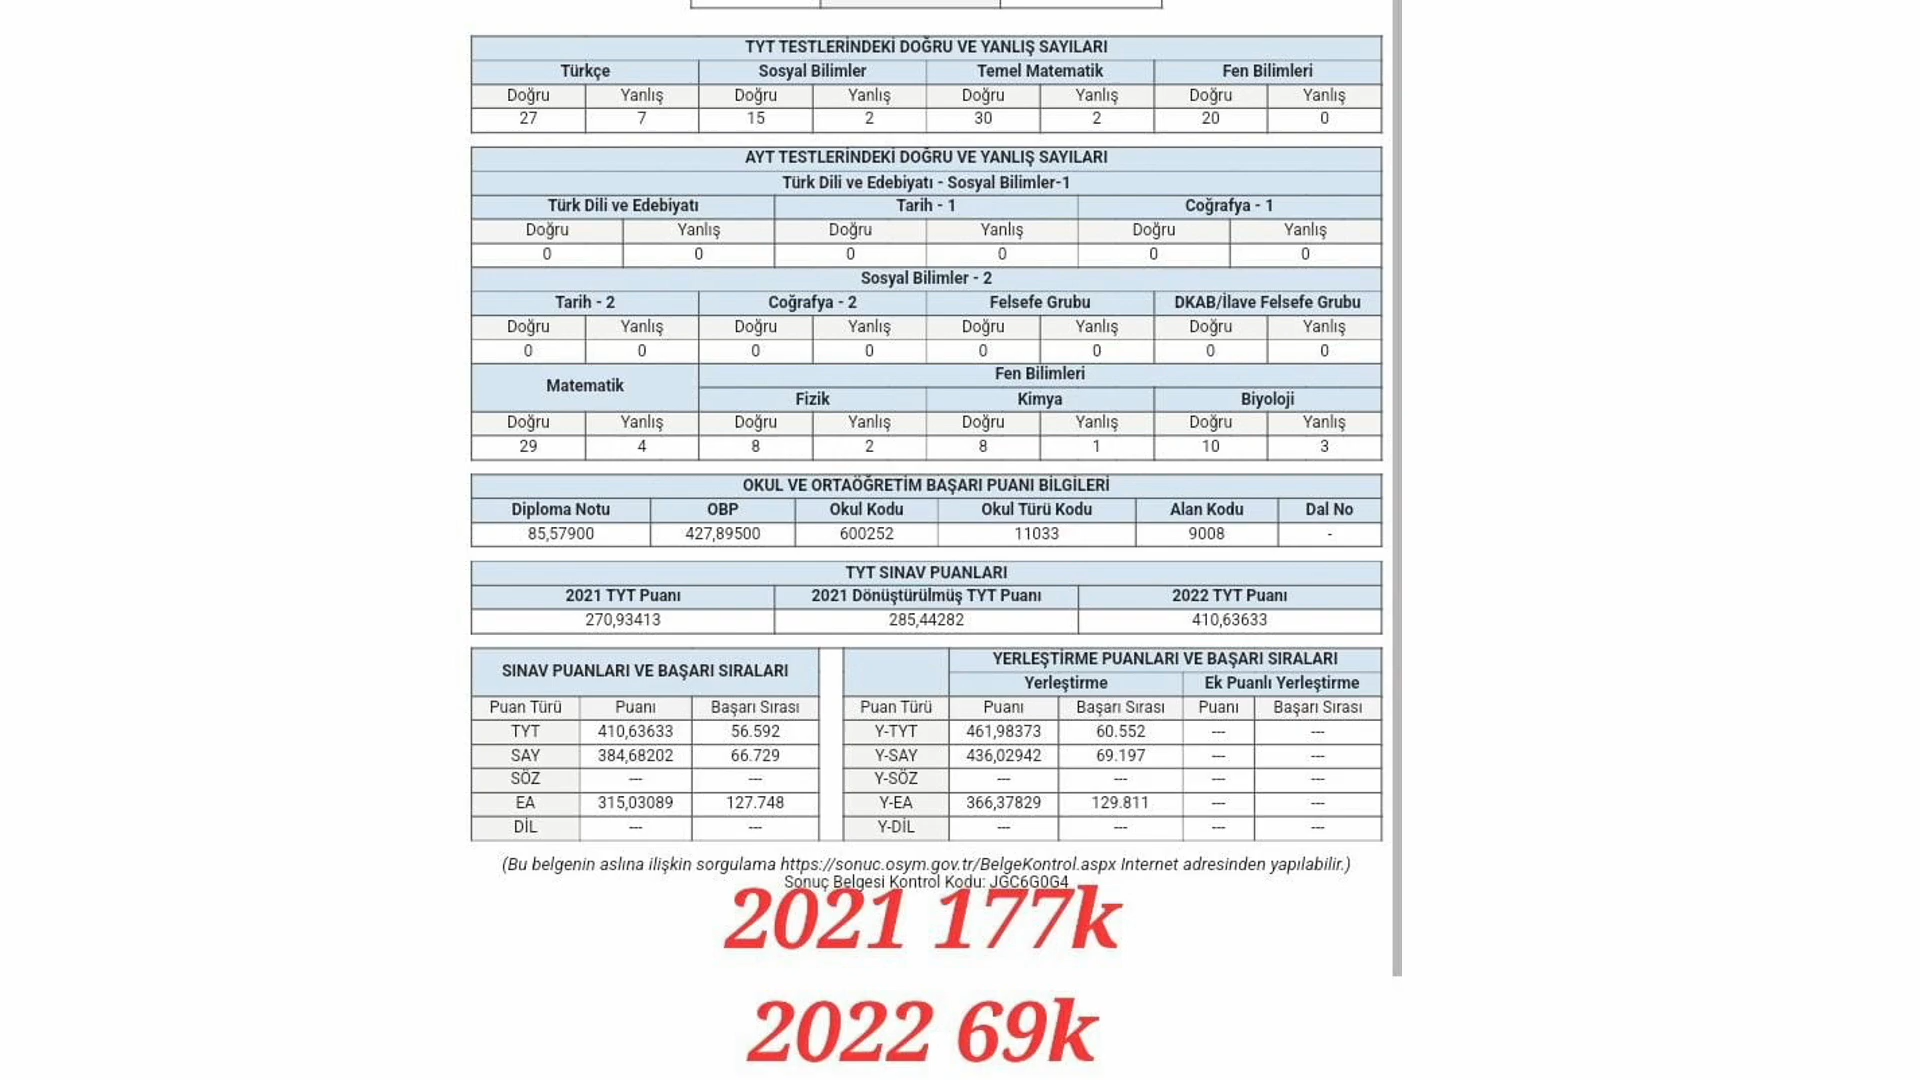 TYT TESTLERİNDEKİ DOĞRU VE YANLIŞ SAYILARI
Türkçe Sosyal Bilimler Temel Matematik Fen Bilimleri
Doğru Yanlış Doğru Yanlış Doğru Yanlış Doğru Yanlış
27 7 15 2 30 2 20 0
AYT TESTLERİNDEKİ DOĞRU VE YANLIŞ SAYILARI
Türk Dili ve Edebiyatı - Sosyal Bilimler-1
Türk Dili ve Edebiyatı Tarih - 1 Coğrafya - 1
Doğru Yanlış Doğru Yanlış Doğru Yanlış
0 0 0 0 0 0
Sosyal Bilimler - 2
Tarih - 2 Coğrafya - 2 Felsefe Grubu DKAB/İlave Felsefe Grubu
Doğru Yanlış Doğru Yanlış Doğru Yanlış Doğru Yanlış
0 0 0 0 0 0 0 0
Matematik Fen Bilimleri
Fizik Kimya Biyoloji
Doğru Yanlış Doğru Yanlış Doğru Yanlış Doğru Yanlış
29 4 8 2 8 1 10 3
OKUL VE ORTAÖĞRETİM BAŞARI PUANI BİLGİLERİ
Diploma Notu OBP Okul Kodu Okul Türü Kodu Alan Kodu Dal No
85,57900 427,89500 600252 11033 9008 -
TYT SINAV PUANLARI
2021 TYT Puanı 2021 Dönüştürülmüş TYT Puanı 2022 TYT Puanı
270,93413 285,44282 410,63633
SINAV PUANLARI VE BAŞARI SIRALARI
Puan Türü Puanı Başarı Sırası
TYT 410,63633 56.592
SAY 384,68202 66.729
SÖZ --- ---
EA 315,03089 127.748
DİL --- ---
YERLEŞTİRME PUANLARI VE BAŞARI SIRALARI
Yerleştirme Ek Puanlı Yerleştirme
Puan Türü Puanı Başarı Sırası Puanı Başarı Sırası
Y-TYT 461,98373 60.552 --- ---
Y-SAY 436,02942 69.197 --- ---
Y-SÖZ --- --- --- ---
Y-EA 366,37829 129.811 --- ---
Y-DİL --- --- --- ---
(Bu belgenin aslına ilişkin sorgulama https://sonuc.osym.gov.tr/BelgeKontrol.aspx Internet adresinden yapılabilir.)
Sonuç Belgesi Kontrol Kodu: JGC6G0G4
2021 177k
2022 69k